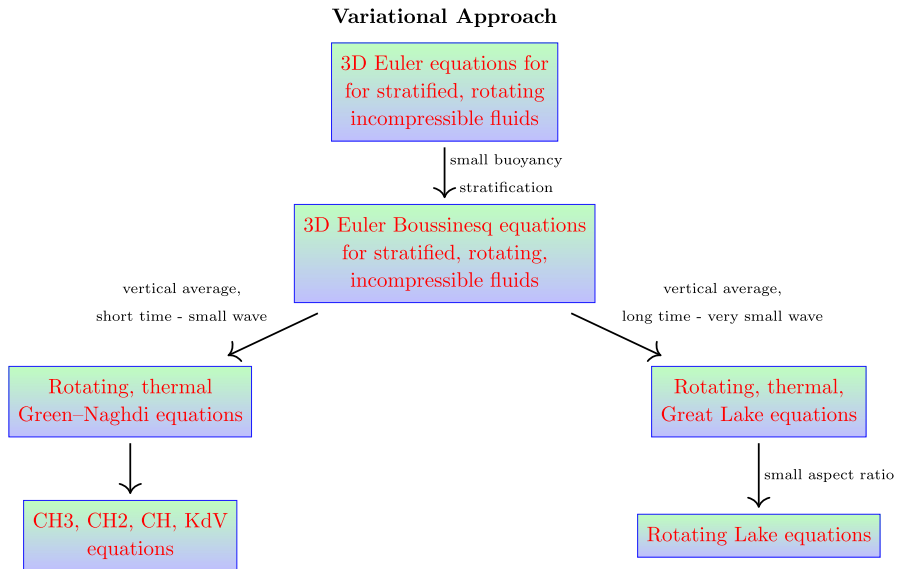 Variational Approach
3D Euler equations for
for stratified, rotating
incompressible fluids
small buoyancy
stratification
3D Euler Boussinesq equations
for stratified, rotating,
incompressible fluids
vertical average,
short time - small wave
vertical average,
long time - very small wave
Rotating, thermal
Green–Naghdi equations
Rotating, thermal,
Great Lake equations
small aspect ratio
CH3, CH2, CH, KdV
equations
Rotating Lake equations